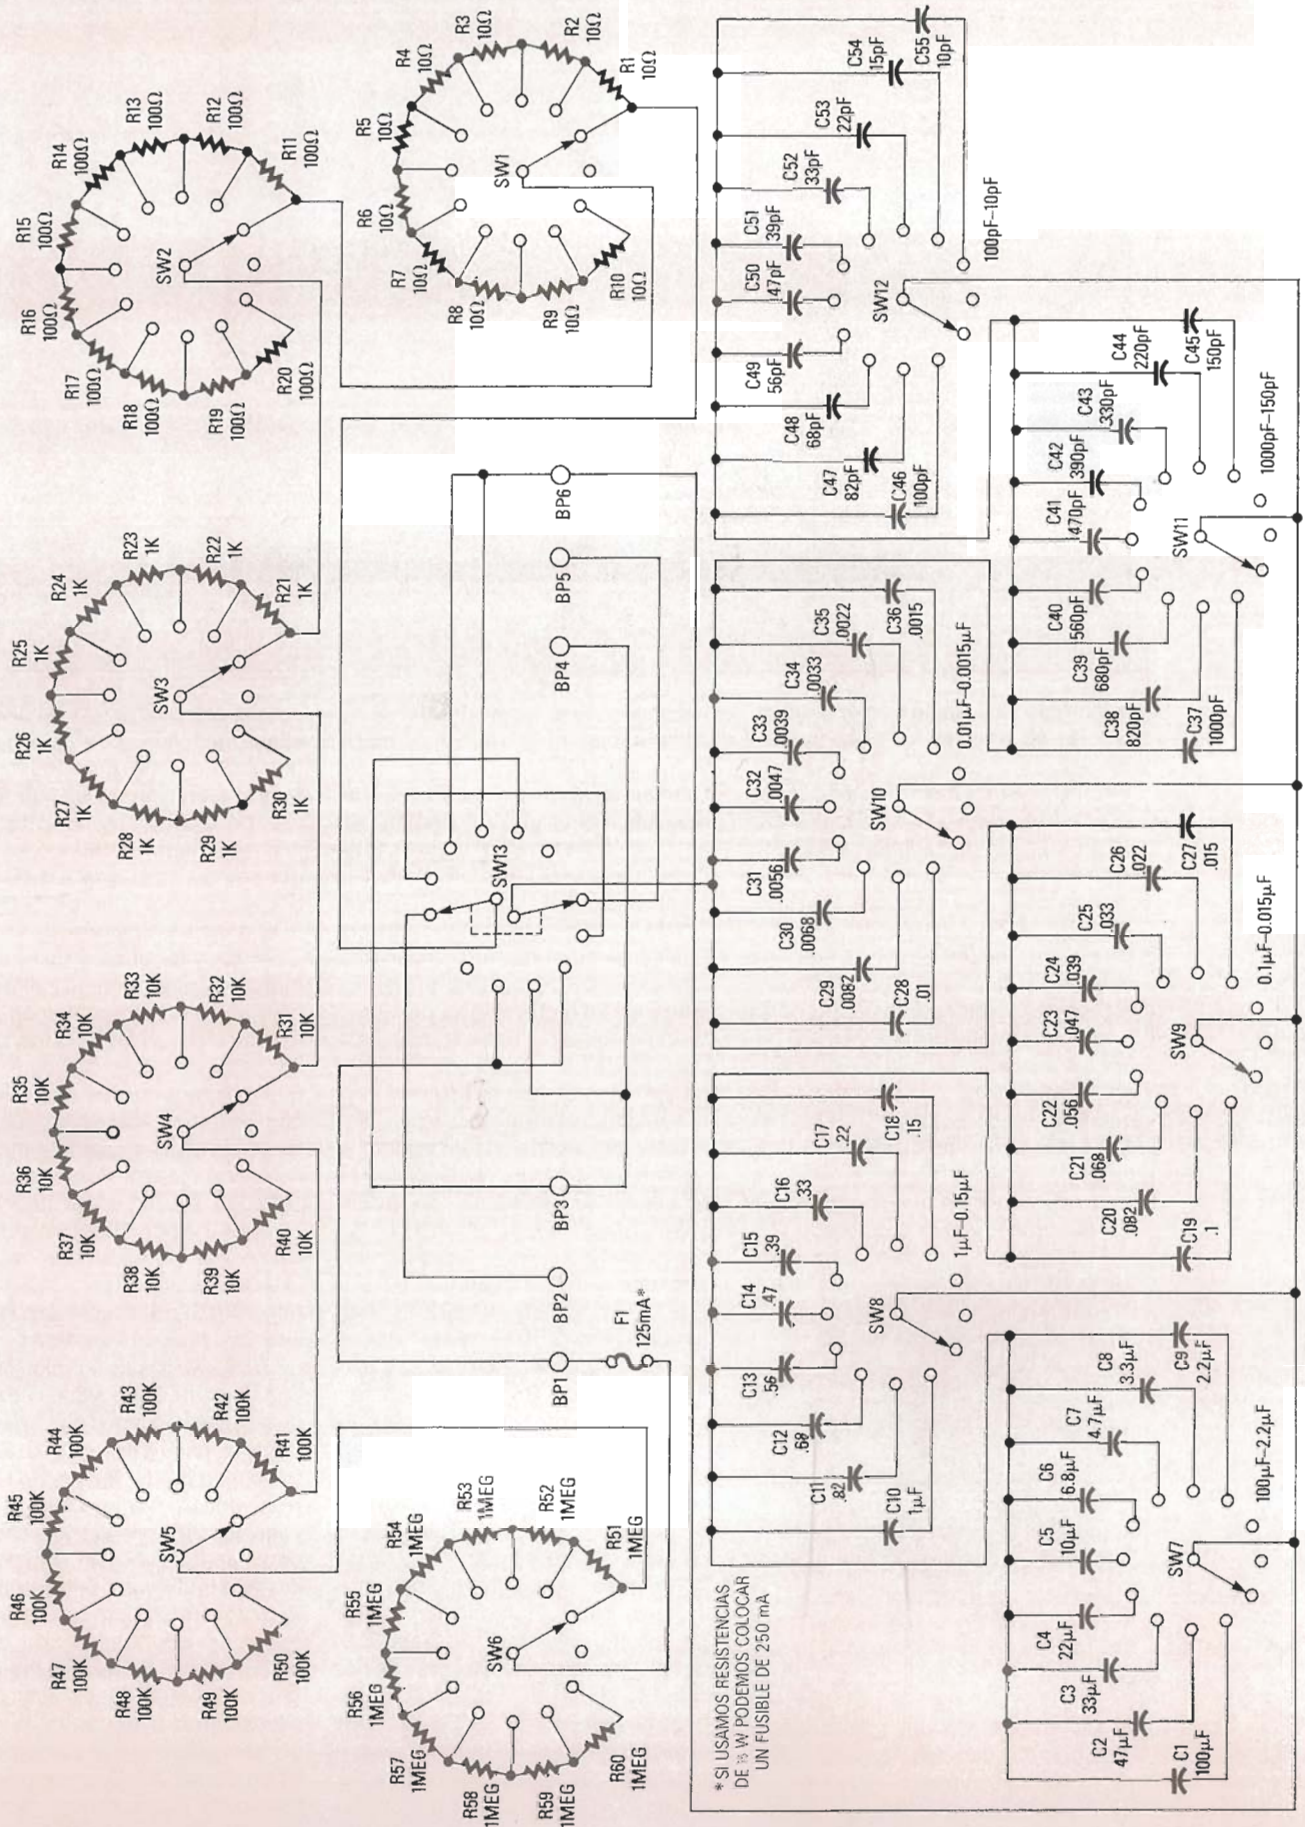 R46
100K
R45
100K
R44
100K
R43
100K
R42
100K
R41
100K
R47
100K
R48
100K
R49
100K
R50
100K
SW5
R36
10K
R35
10K
R34
10K
R33
10K
R32
10K
R31
10K
R37
10K
R38
10K
R39
10K
R40
10K
SW4
R26
1K
R25
1K
R24
1K
R23
1K
R22
1K
R21
1K
R27
1K
R28
1K
R29
1K
R30
1K
SW3
R16
100Ω
R15
100Ω
R14
100Ω
R13
100Ω
R12
100Ω
R11
100Ω
R17
100Ω
R18
100Ω
R19
100Ω
R20
100Ω
SW2
R56
1MEG
R55
1MEG
R54
1MEG
R53
1MEG
R52
1MEG
R51
1MEG
R57
1MEG
R58
1MEG
R59
1MEG
R60
1MEG
SW6
R6
10Ω
R5
10Ω
R4
10Ω
R3
10Ω
R2
10Ω
R1
10Ω
R7
10Ω
R8
10Ω
R9
10Ω
R10
10Ω
SW1
SW13
BP1
BP2
BP3
BP4
BP5
BP6
F1
125mA*
* SI USAMOS RESISTENCIAS
W PODEMOS COLOCAR
UN FUSIBLE DE 250 mA
C10
1µF
C11
.82
C12
.68
C13
.56
C14
.47
C15
.39
C16
.33
C17
.22
C18
.15
SW8
1µF–0.15µF
C28
.01
C29
.0082
C30
.0068
C31
.0056
C32
.0047
C33
.0039
C34
.0033
C35
.0022
C36
.0015
SW10
0.01µF–0.0015µF
C46
100pF
C47
82pF
C48
68pF
C49
56pF
C50
47pF
C51
39pF
C52
33pF
C53
22pF
C54
15pF
C55
10pF
SW12
100pF–10pF
C1
100µF
C2
47µF
C3
33µF
C4
22µF
C5
10µF
C6
6.8µF
C7
4.7µF
C8
3.3µF
C9
2.2µF
SW7
100µF–2.2µF
C19
.1
C20
.082
C21
.068
C22
.056
C23
.047
C24
.039
C25
.033
C26
.022
C27
.015
SW9
0.1µF–0.015µF
C37
1000pF
C38
820pF
C39
680pF
C40
560pF
C41
470pF
C42
390pF
C43
330pF
C44
220pF
C45
150pF
SW11
1000pF–150pF